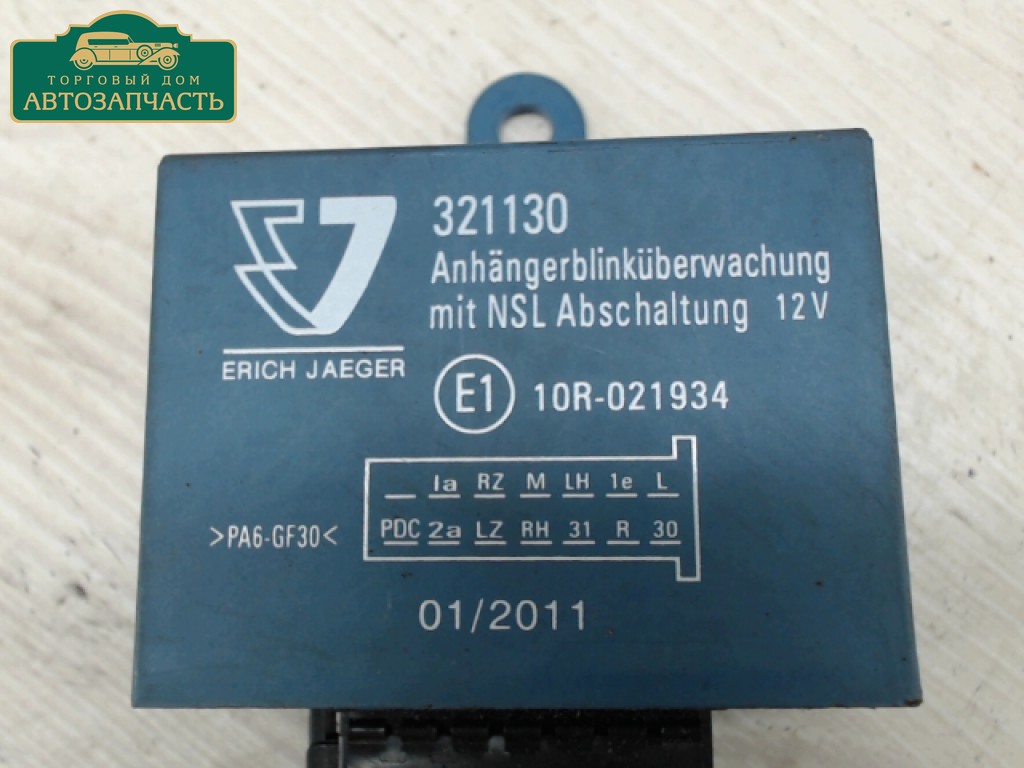 ТОРГОВЫЙ ДОМ
АВТОЗАПЧАСТЬ
321130
Anhängerblinküberwachung
mit NSL Abschaltung 12V
ERICH JAEGER
E1 10R-021934
1a RZ M LH 1e L
PDC 2a LZ RH 31 R 30
>PA6-GF30<
01/2011